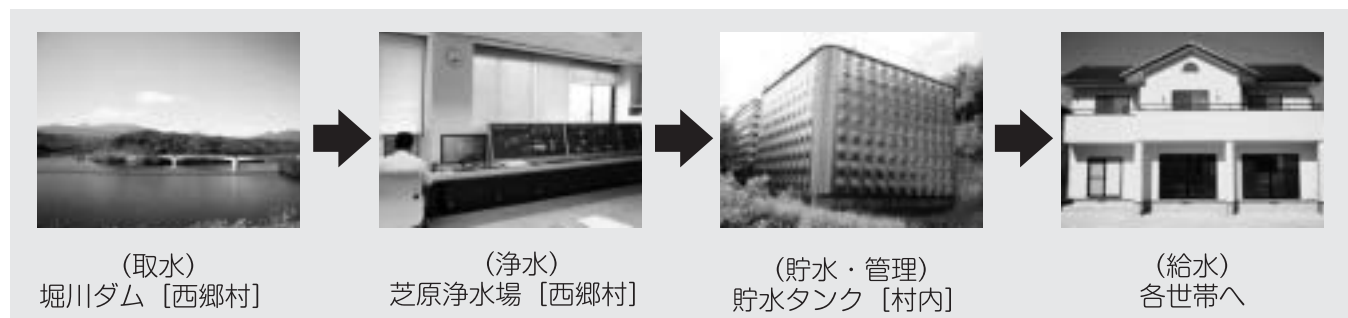 （取水）
堀川ダム［西郷村］
（浄水）
芝原浄水場［西郷村］
（貯水・管理）
貯水タンク［村内］
（給水）
各世帯へ